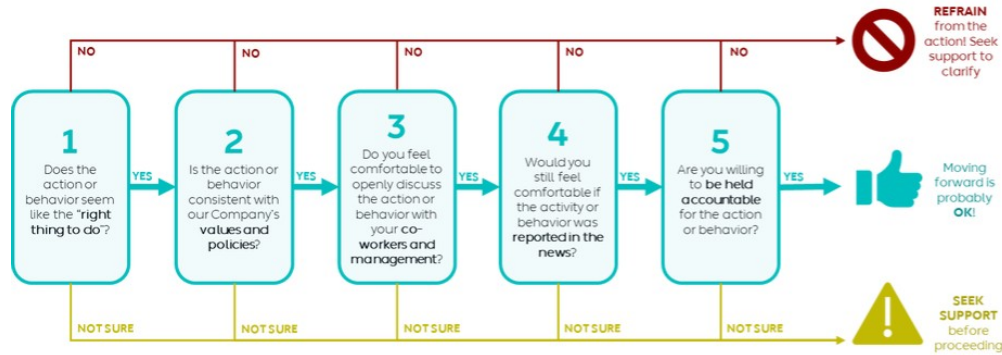 REFRAIN
from the
action! Seek
support to
clarify
NO
NO
NO
NO
NO
1
Does the
action or
behavior seem
like the "right
thing to do"?
YES
2
Is the action or
behavior
consistent with
our Company's
values and
policies?
YES
3
Do you feel
comfortable to
openly discuss
the action or
behavior with
your co-
workers and
management?
YES
4
Would you
still feel
comfortable if
the activity or
behavior was
reported in the
news?
YES
5
Are you willing
to be held
accountable
for the action
or behavior?
YES
Moving
forward is
probably
OK!
NOT SURE
NOT SURE
NOT SURE
NOT SURE
NOT SURE
SEEK
SUPPORT
before
proceeding